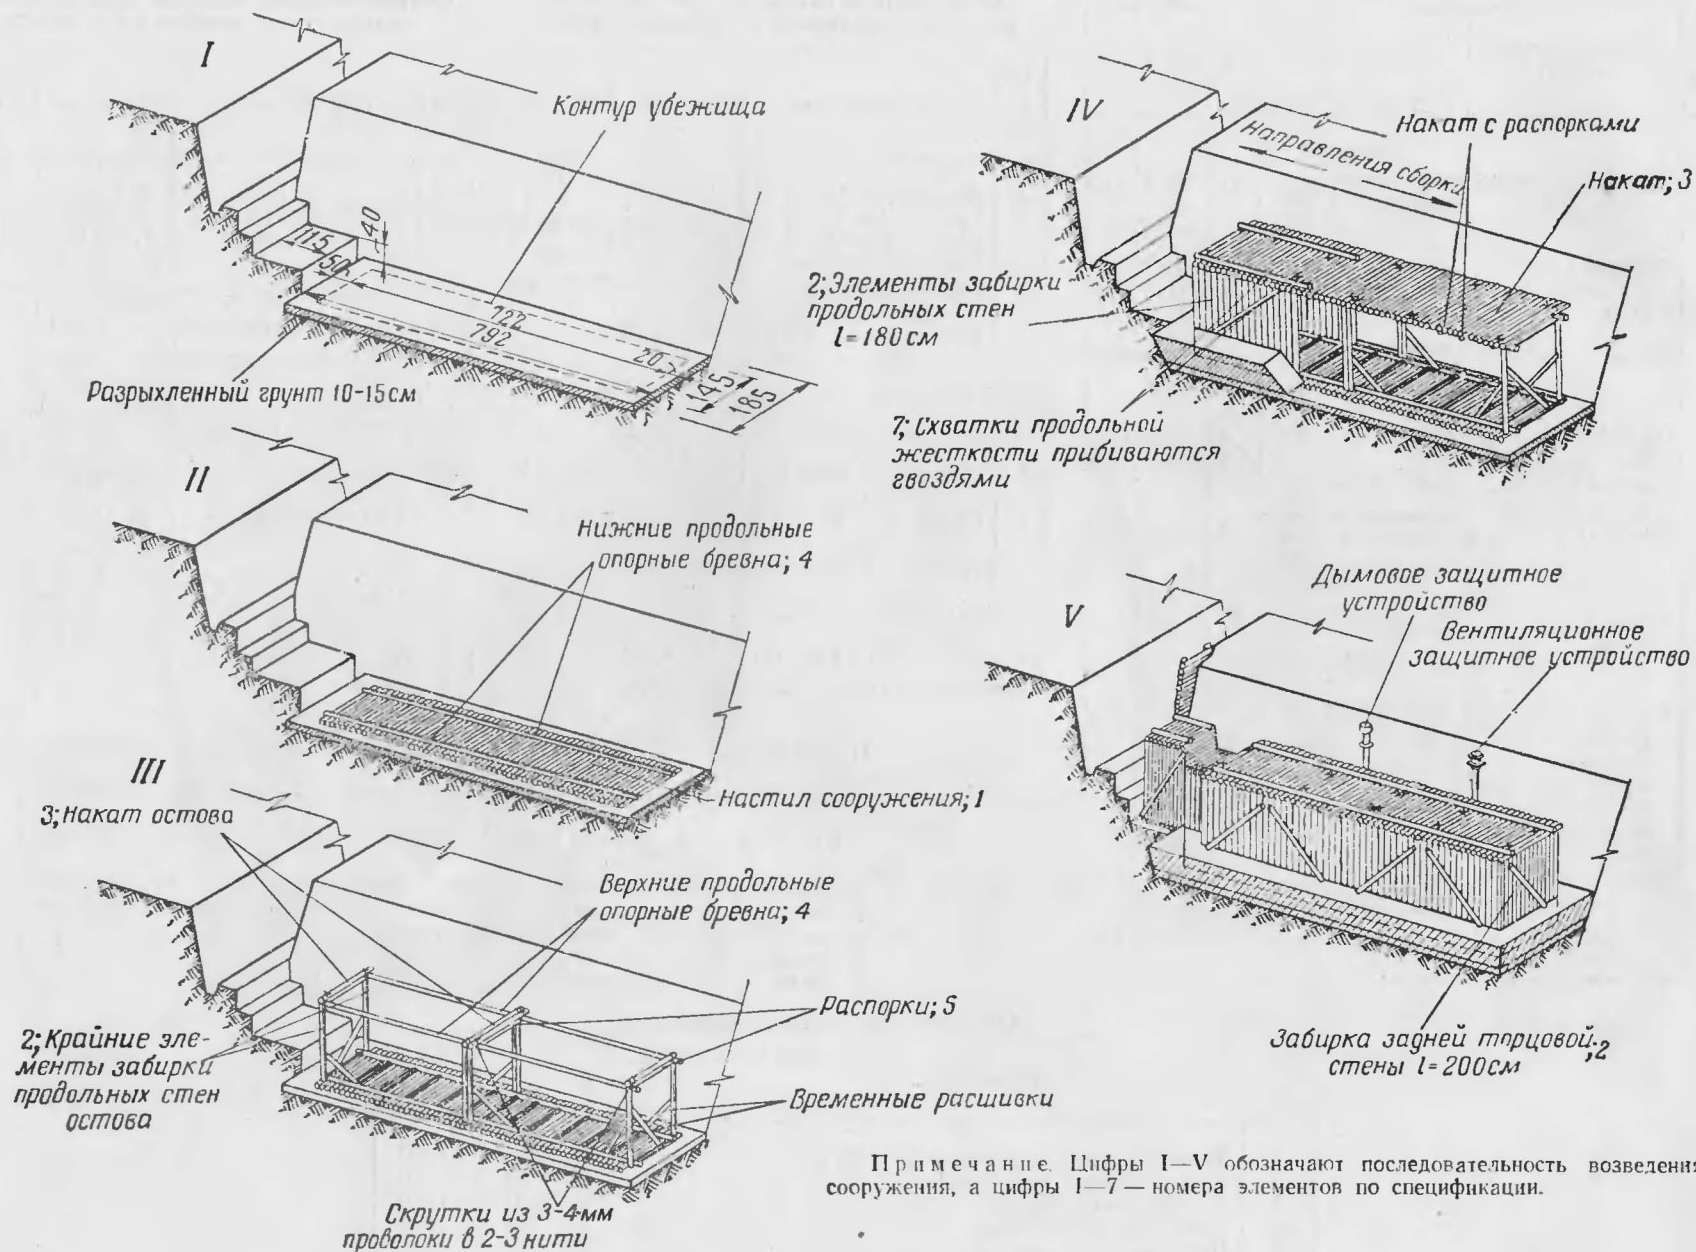 I
Контур убежища
115
40
50
722
792
20
145
185
Разрыхленный грунт 10-15см
II
Нижние продольные
опорные бревна; 4
Настил сооружения; 1
III
3; Накат остова
Верхние продольные
опорные бревна; 4
Распорки; 5
2; Крайние эле-
менты забирки
продольных стен
остова
Временные расшивки
Скрутки из 3-4мм
проволоки в 2-3 нити
IV
Накат с распорками
Направления сборки
Накат; 3
2; Элементы забирки
продольных стен
l=180см
7; Схватки продольной
жесткости прибиваются
гвоздями
V
Дымовое защитное
устройство
Вентиляционное
защитное устройство
Забирка задней торцовой
стены l=200см ;2
Примечание. Цифры I—V обозначают последовательность возведения
сооружения, а цифры 1—7 — номера элементов по спецификации.